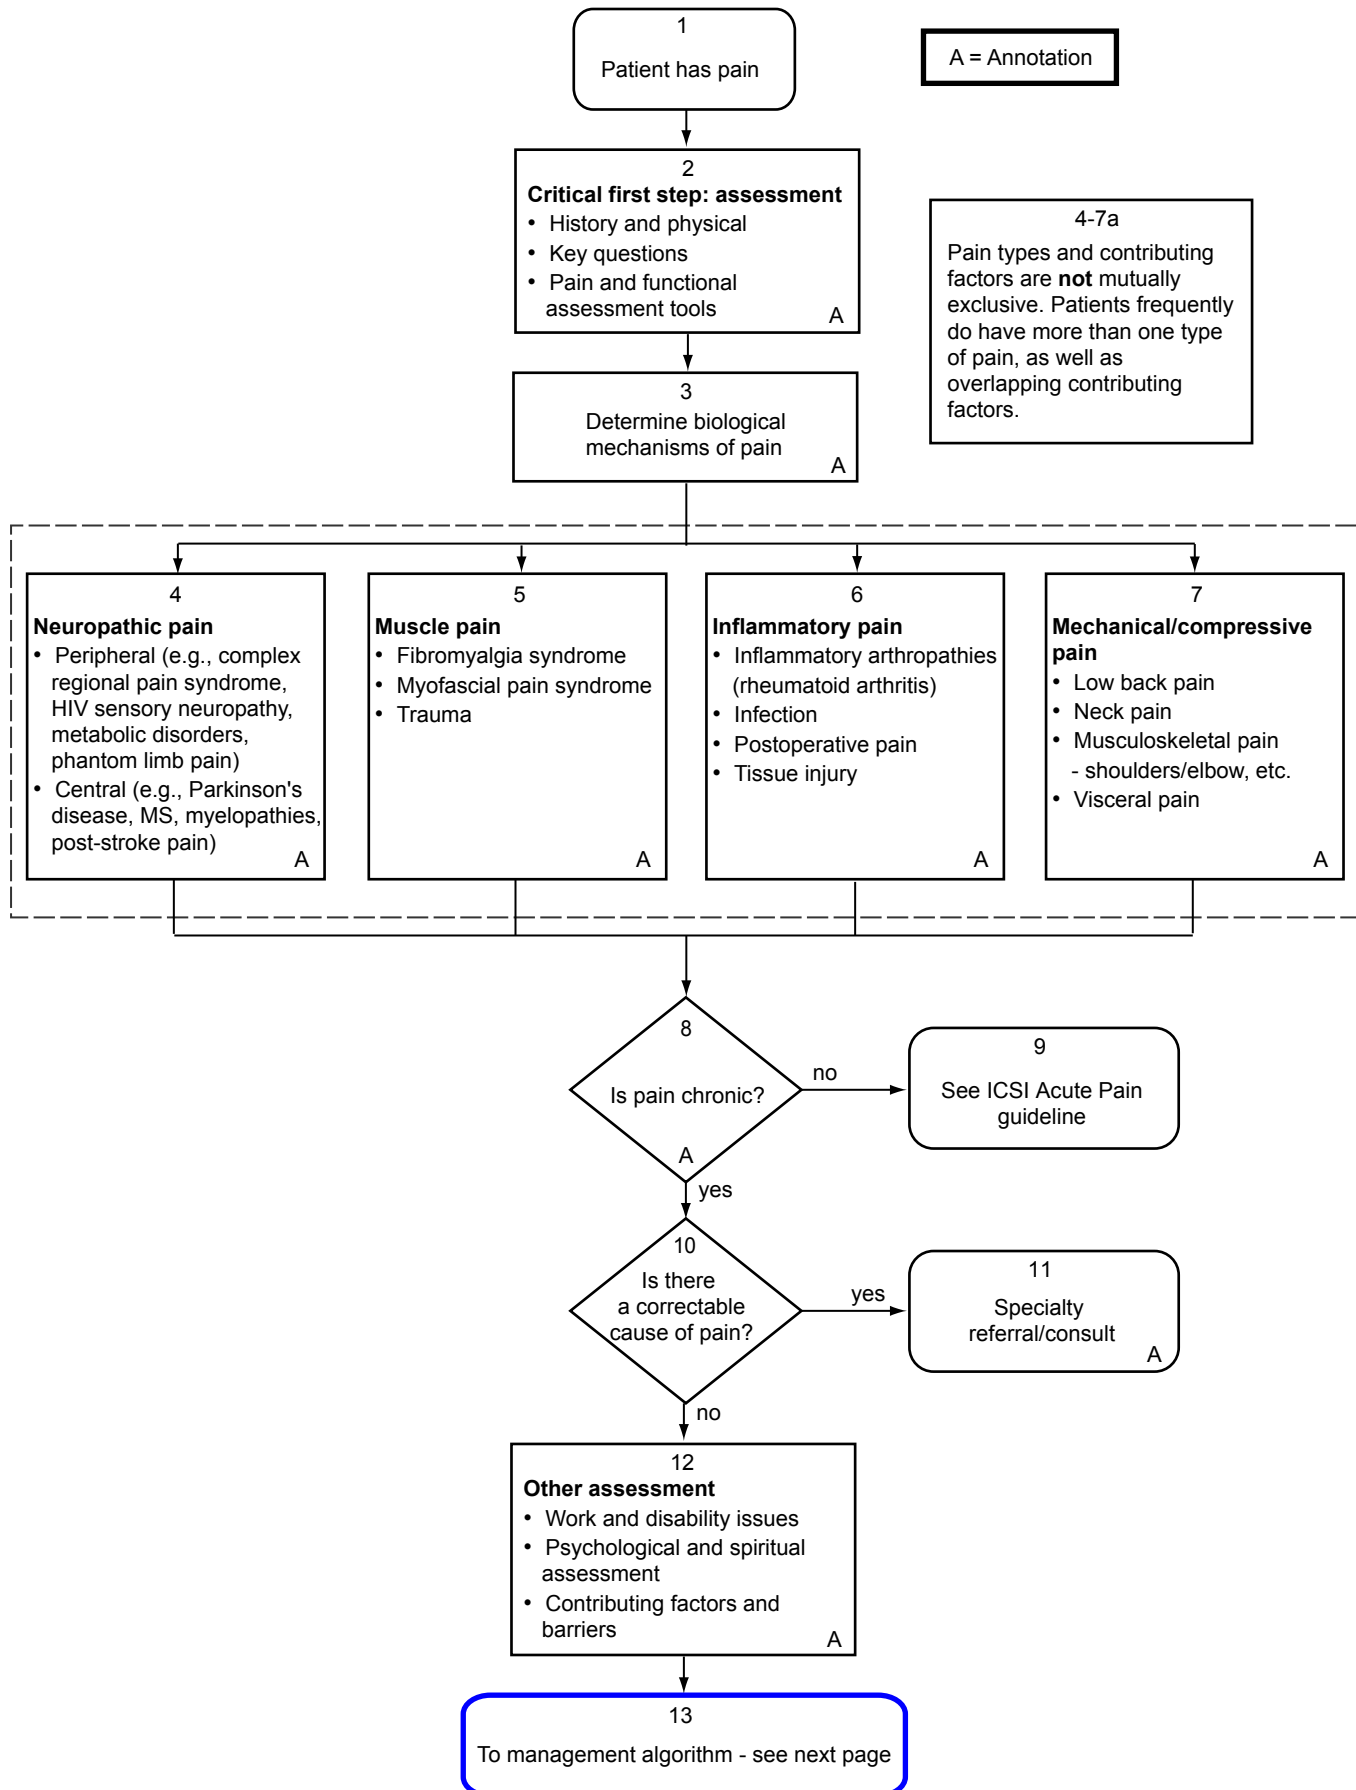 1
Patient has pain
A = Annotation
2
Critical first step: assessment
• History and physical
• Key questions
• Pain and functional
assessment tools
A
4-7a
Pain types and contributing
factors are not mutually
exclusive. Patients frequently
do have more than one type
of pain, as well as
overlapping contributing
factors.
3
Determine biological
mechanisms of pain
A
4
Neuropathic pain
• Peripheral (e.g., complex
regional pain syndrome,
HIV sensory neuropathy,
metabolic disorders,
phantom limb pain)
• Central (e.g., Parkinson's
disease, MS, myelopathies,
post-stroke pain)
A
5
Muscle pain
• Fibromyalgia syndrome
• Myofascial pain syndrome
• Trauma
A
6
Inflammatory pain
• Inflammatory arthropathies
(rheumatoid arthritis)
• Infection
• Postoperative pain
• Tissue injury
A
7
Mechanical/compressive
pain
• Low back pain
• Neck pain
• Musculoskeletal pain
- shoulders/elbow, etc.
• Visceral pain
A
8
Is pain chronic?
A
no
9
See ICSI Acute Pain
guideline
yes
10
Is there
a correctable
cause of pain?
yes
11
Specialty
referral/consult
A
no
12
Other assessment
• Work and disability issues
• Psychological and spiritual
assessment
• Contributing factors and
barriers
A
13
To management algorithm - see next page